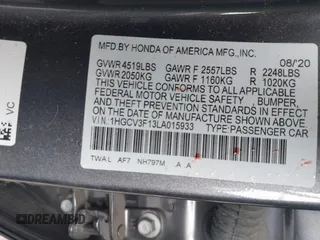 MFD.BY HONDA OF AMERICA MFG.,INC. 08/20
GVWR 4519LBS GAWR F 2557LBS R 2248LBS
GVWR 2050KG GAWR F 1160KG R 1020KG
THIS VEHICLE CONFORMS TO ALL APPLICABLE
FEDERAL MOTOR VEHICLE SAFETY, BUMPER,
AND THEFT PREVENTION STANDARDS IN EFFECT
ON THE DATE OF MANUFACTURE SHOWN ABOVE.
V.I.N.: 1HGCV3F13LA015933 TYPE:PASSENGER CAR
TWA L AF7 NH797M A A
VC
DREAMBID